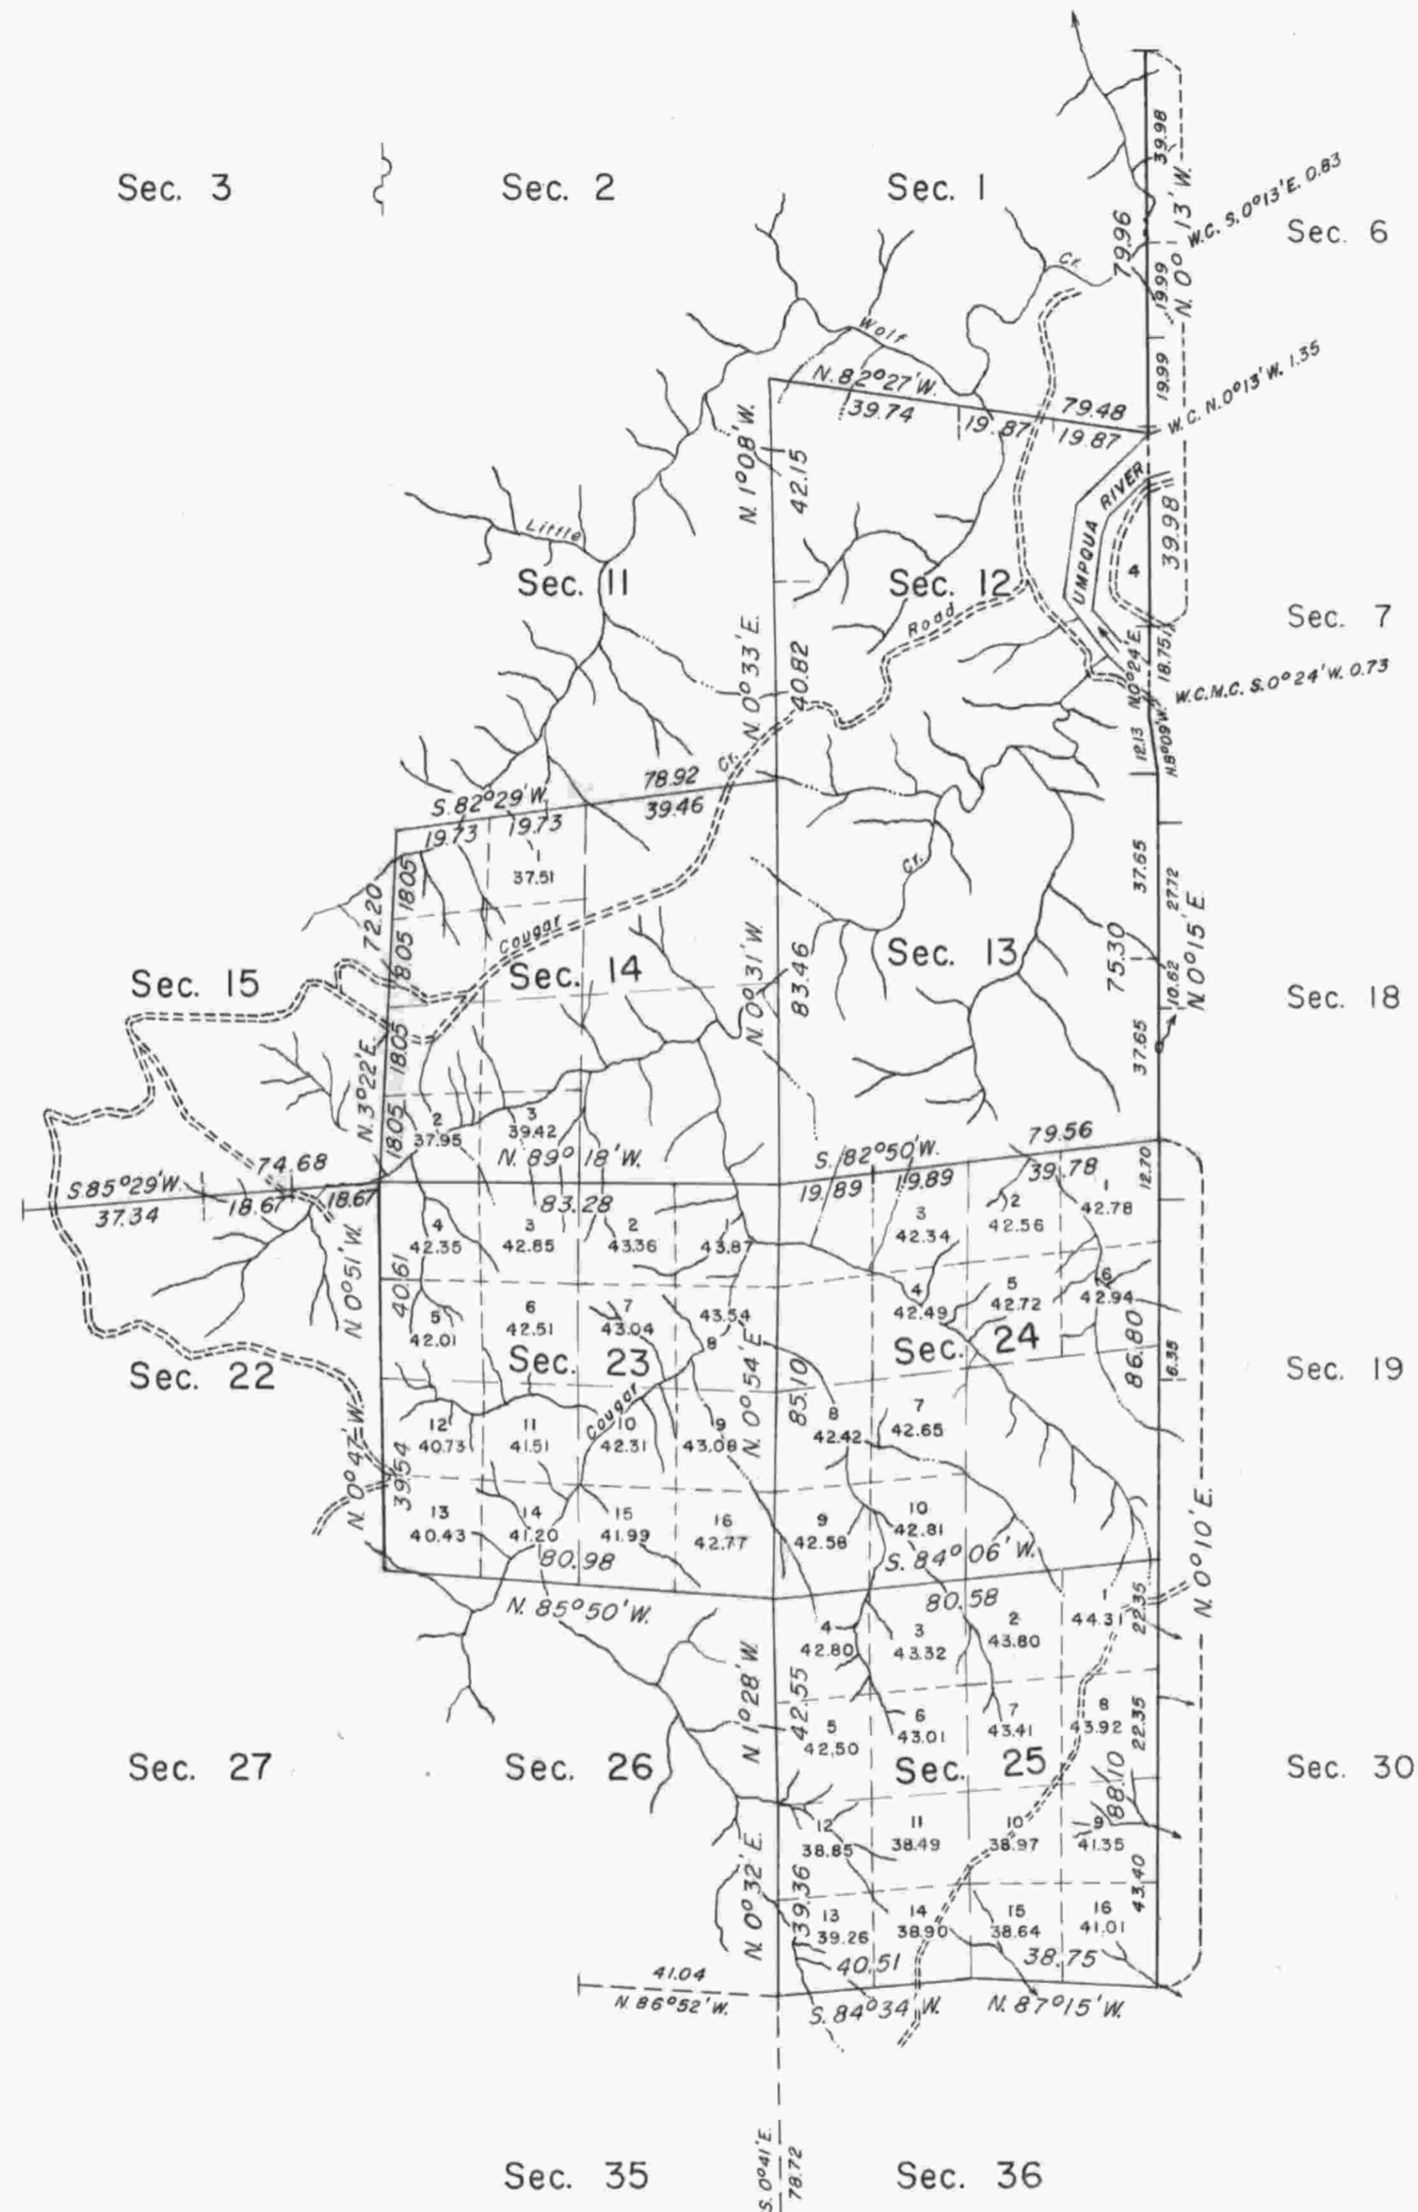 Sec. 3
Sec. 2
Sec. 1
Sec. 6
39.98
N. 0° 13' W.
W.C. S. 0°13' E. 0.83
79.96
19.99
19.99
W.C. N. 0°13' W. 1.35
Cr.
Wolf
N. 82°27' W.
39.74
79.48
19.87
19.87
N. 1°08' W.
42.15
Little
Sec. 11
Sec. 12
UMPQUA RIVER
4
39.98
Sec. 7
Road
N. 0°33' E.
40.82
N. 0°24' E.
18.75
W.C.M.C. S. 0°24' W. 0.73
12.13
N. 8°09' W.
Cr.
78.92
S. 82°29' W.
39.46
19.73
19.73
1
37.51
72.20
18.05
18.05
18.05
18.05
N. 3°22' E.
Cougar
Sec. 14
Sec. 15
Cr.
Sec. 13
N. 0°31' W.
83.46
37.65
27.72
75.30
10.62
N. 0°15' E.
37.65
Sec. 18
2
37.95
3
39.42
N. 89° 18' W.
83.28
S. 82°50' W.
79.56
19.89
19.89
39.78
12.70
74.68
S. 85°29' W.
37.34
18.67
18.67
N. 0°51' W.
40.61
4
42.35
3
42.85
2
43.36
1
43.87
3
42.34
2
42.56
1
42.78
5
42.01
6
42.51
7
43.04
43.54
8
4
42.49
5
42.72
6
42.94
Sec. 22
Sec. 23
Sec. 24
Sec. 19
86.80
6.35
N. 0°54' E.
85.10
N. 0°47' W.
39.54
Cougar
12
40.73
11
41.51
10
42.31
9
43.08
8
42.42
7
42.65
13
40.43
14
41.20
15
41.99
16
42.77
9
42.58
10
42.81
80.98
N. 85°50' W.
S. 84°06' W.
80.58
N. 0°10' E.
4
42.80
3
43.32
2
43.80
1
44.31
22.35
N. 1°28' W.
42.55
5
42.50
6
43.01
7
43.41
8
43.92
22.35
Sec. 27
Sec. 26
Sec. 25
Sec. 30
88.10
12
38.85
11
38.49
10
38.97
9
41.35
N. 0°32' E.
39.36
13
39.26
14
38.90
15
38.64
16
41.01
43.40
40.51
38.75
41.04
N. 86°52' W.
S. 84°34' W.
N. 87°15' W.
S. 0°41' E.
78.72
Sec. 35
Sec. 36